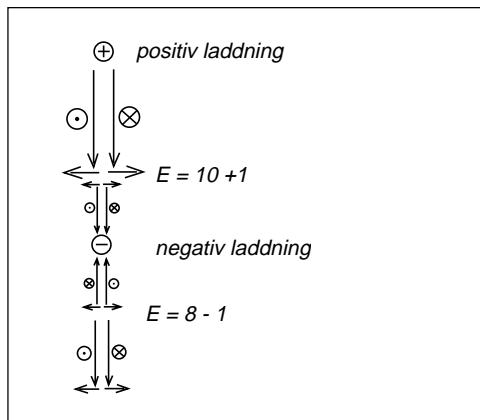 positiv laddning
E = 10 +1
negativ laddning
E = 8 - 1